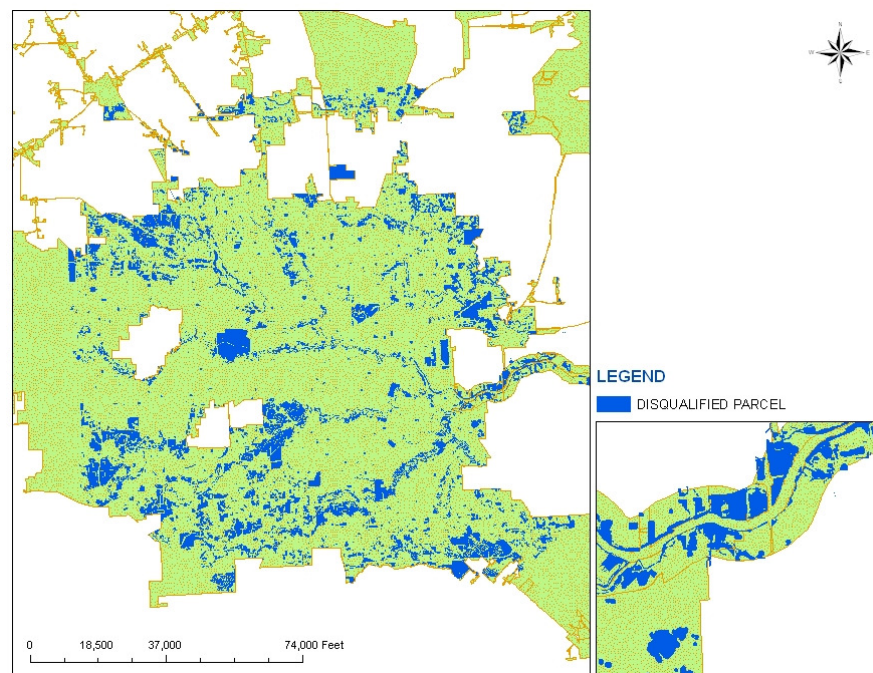 N
W E
LEGEND
DISQUALIFIED PARCEL
0 18,500 37,000 74,000 Feet